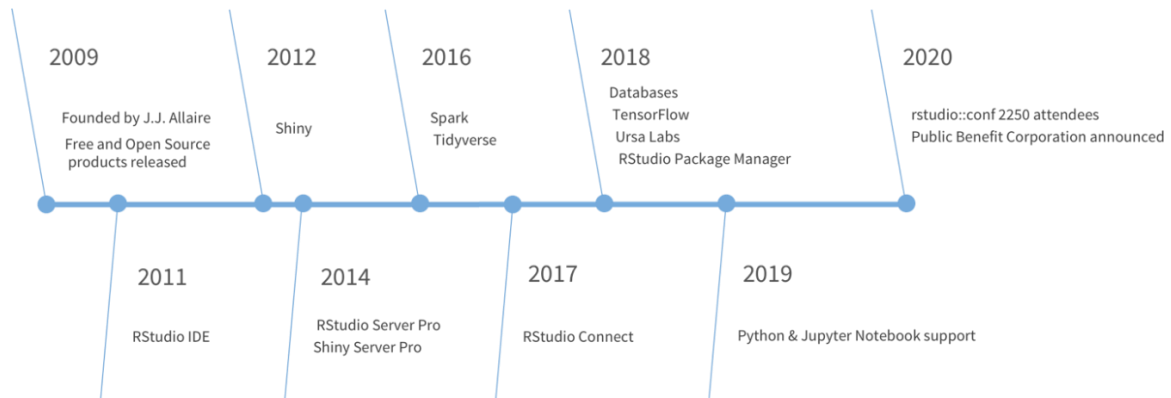 2009
Founded by J.J. Allaire
Free and Open Source
products released
2011
RStudio IDE
2012
Shiny
2014
RStudio Server Pro
Shiny Server Pro
2016
Spark
Tidyverse
2017
RStudio Connect
2018
Databases
TensorFlow
Ursa Labs
RStudio Package Manager
2019
Python & Jupyter Notebook support
2020
rstudio::conf 2250 attendees
Public Benefit Corporation announced